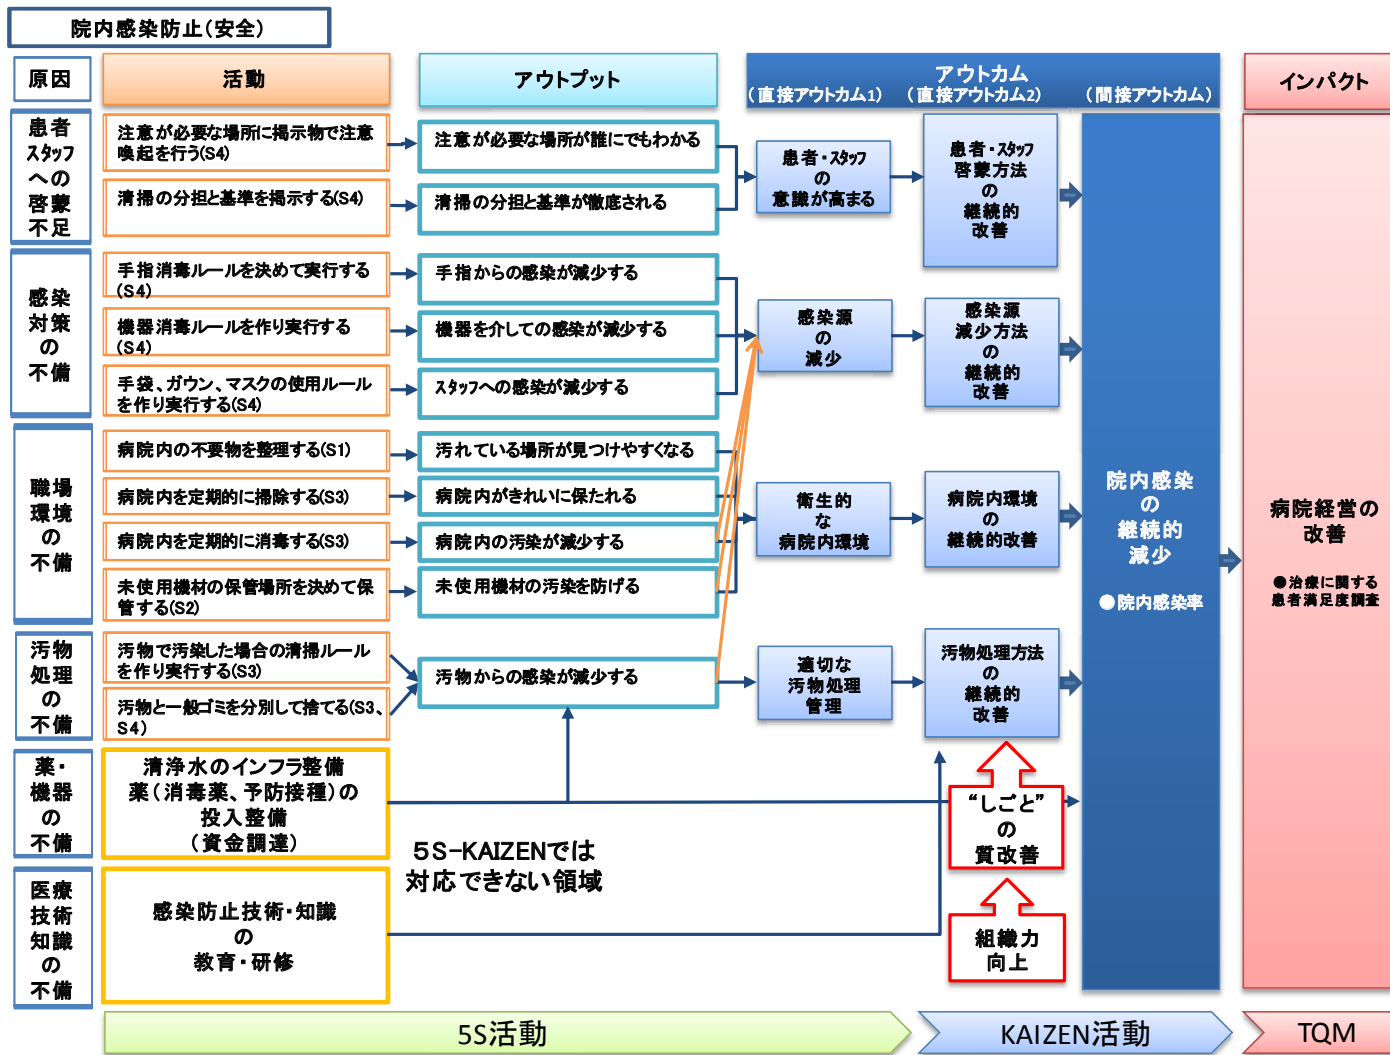 院内感染防止(安全)
原因
活動
アウトプット
アウトカム
(直接アウトカム1)
(直接アウトカム2)
(間接アウトカム)
インパクト
患者
スタッフ
への
啓蒙
不足
注意が必要な場所に掲示物で注意
喚起を行う(S4)
清掃の分担と基準を掲示する(S4)
注意が必要な場所が誰にでもわかる
清掃の分担と基準が徹底される
患者・スタッフ
の
意識が高まる
患者・スタッフ
啓蒙方法
の
継続的
改善
感染
対策
の
不備
手指消毒ルールを決めて実行する
(S4)
機器消毒ルールを作り実行する
(S4)
手袋、ガウン、マスクの使用ルール
を作り実行する(S4)
手指からの感染が減少する
機器を介しての感染が減少する
スタッフへの感染が減少する
感染源
の
減少
感染源
減少方法
の
継続的
改善
職場
環境
の
不備
病院内の不要物を整理する(S1)
病院内を定期的に掃除する(S3)
病院内を定期的に消毒する(S3)
未使用機材の保管場所を決めて保
管する(S2)
汚れている場所が見つけやすくなる
病院内がきれいに保たれる
病院内の汚染が減少する
未使用機材の汚染を防げる
衛生的
な
病院内環境
病院内環境
の
継続的改善
汚物
処理
の
不備
汚物で汚染した場合の清掃ルール
を作り実行する(S3)
汚物と一般ゴミを分別して捨てる(S3、
S4)
汚物からの感染が減少する
適切な
汚物処理
管理
汚物処理方法
の
継続的
改善
院内感染
の
継続的
減少
●院内感染率
病院経営の
改善
●治療に関する
患者満足度調査
薬・
機器
の
不備
清浄水のインフラ整備
薬(消毒薬、予防接種)の
投入整備
(資金調達)
5S-KAIZENでは
対応できない領域
“しごと”
の
質改善
医療
技術
知識
の
不備
感染防止技術・知識
の
教育・研修
組織力
向上
5S活動
KAIZEN活動
TQM